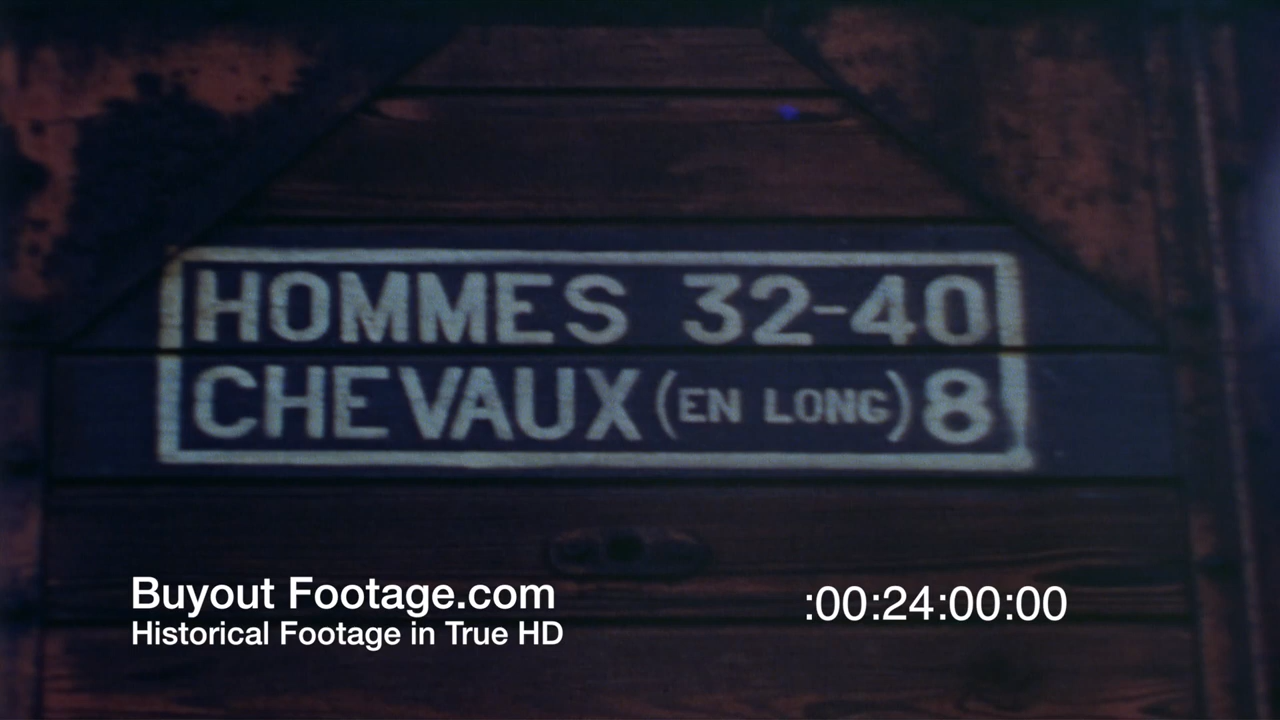 HOMMES 32-40
CHEVAUX (EN LONG) 8
Buyout Footage.com
Historical Footage in True HD
:00:24:00:00